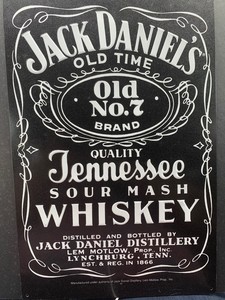 JACK DANIEL'S
OLD TIME
Old
No. 7
BRAND
QUALITY
Tennessee
SOUR MASH
WHISKEY
DISTILLED AND BOTTLED BY
JACK DANIEL DISTILLERY
LEM MOTLOW, PROP. INC.
LYNCHBURG, TENN.
EST. & REG. IN 1866